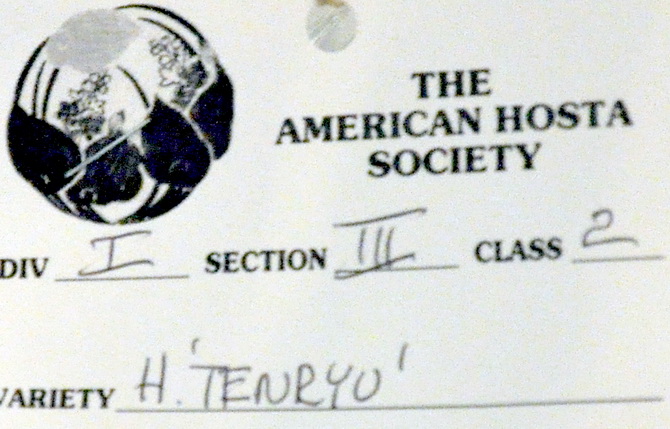 THE
AMERICAN HOSTA
SOCIETY
DIV I SECTION III CLASS 2
VARIETY H. 'TENRYU'